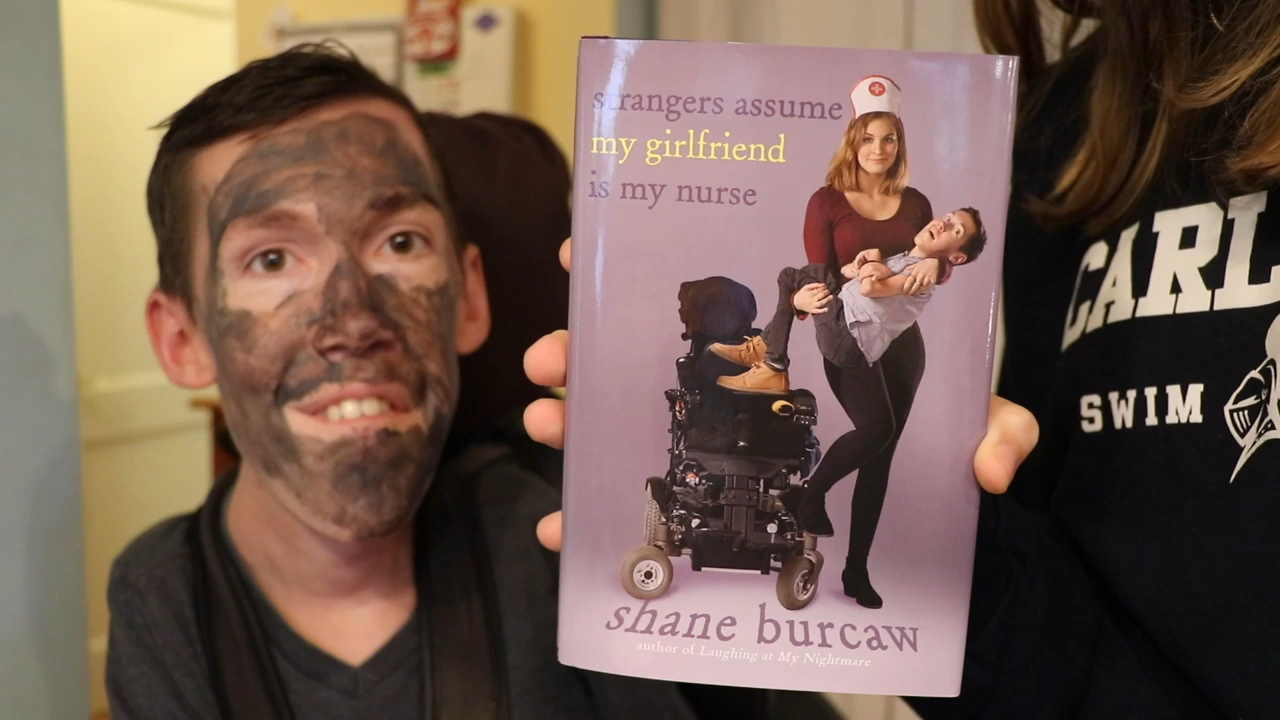 strangers assume
my girlfriend
is my nurse
shane burcaw
author of Laughing at My Nightmare
CARL
SWIM